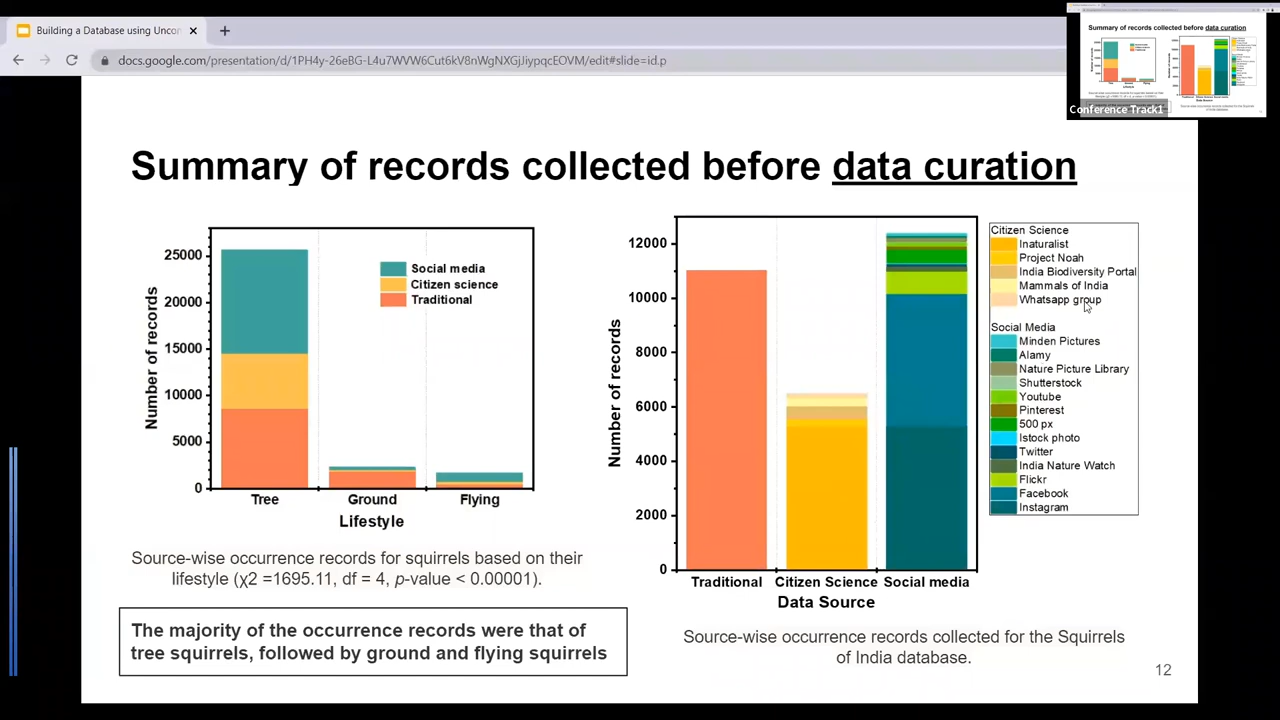 Building a Database using Uncon
docs.google.com/presentation/d/
Summary of records collected before data curation
Conference Track1
Summary of records collected before data curation
Number of records
25000
20000
15000
10000
5000
0
Social media
Citizen science
Traditional
Tree
Ground
Flying
Lifestyle
Source-wise occurrence records for squirrels based on their
lifestyle (χ2 =1695.11, df = 4, p-value < 0.00001).
The majority of the occurrence records were that of
tree squirrels, followed by ground and flying squirrels
Number of records
12000
10000
8000
6000
4000
2000
0
Traditional
Citizen Science
Social media
Data Source
Citizen Science
Inaturalist
Project Noah
India Biodiversity Portal
Mammals of India
Whatsapp group
Social Media
Minden Pictures
Alamy
Nature Picture Library
Shutterstock
Youtube
Pinterest
500 px
Istock photo
Twitter
India Nature Watch
Flickr
Facebook
Instagram
Source-wise occurrence records collected for the Squirrels
of India database.
12